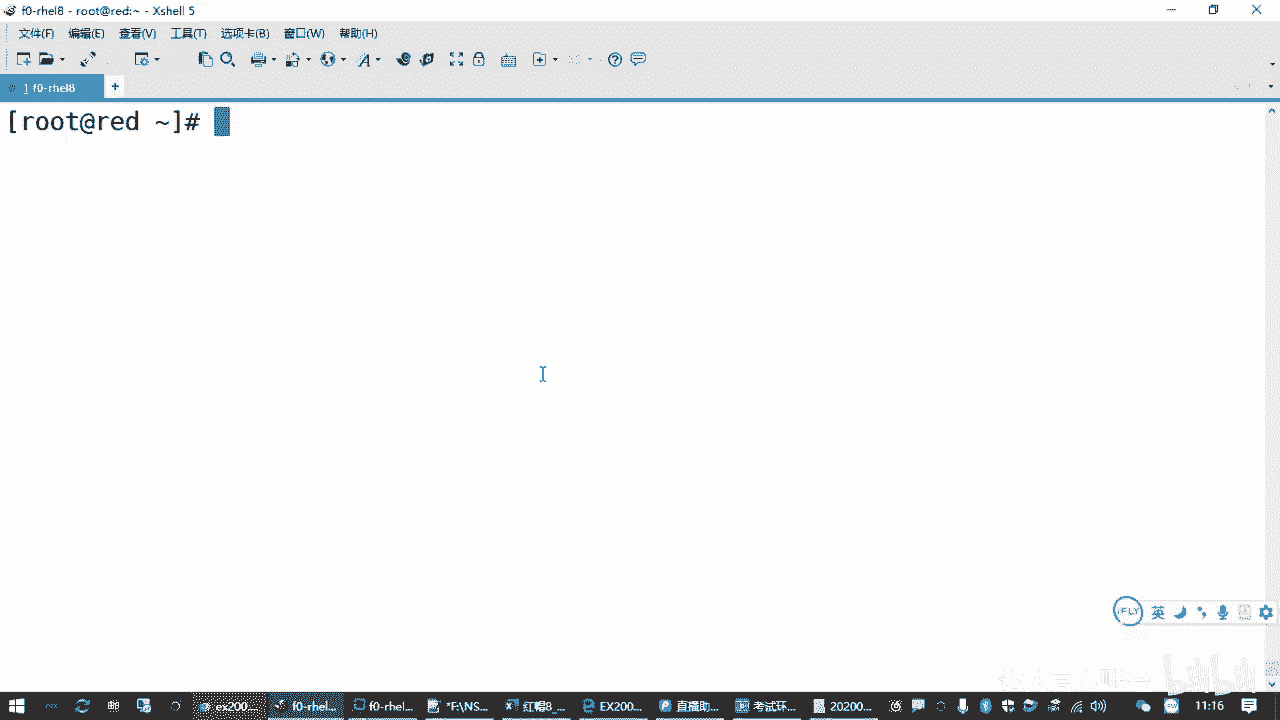 f0-rhel8 - root@red:~ - Xshell 5
文件(F) 编辑(E) 查看(V) 工具(T) 选项卡(B) 窗口(W) 帮助(H)
1 f0-rhel8 +
[root@red ~]#
iFLY 英
ex200... f0-rhel... f0-rhel... *F:\NS... 红帽8_... EX200... 直播助... 考试环... 20200... 11:16
bilibili